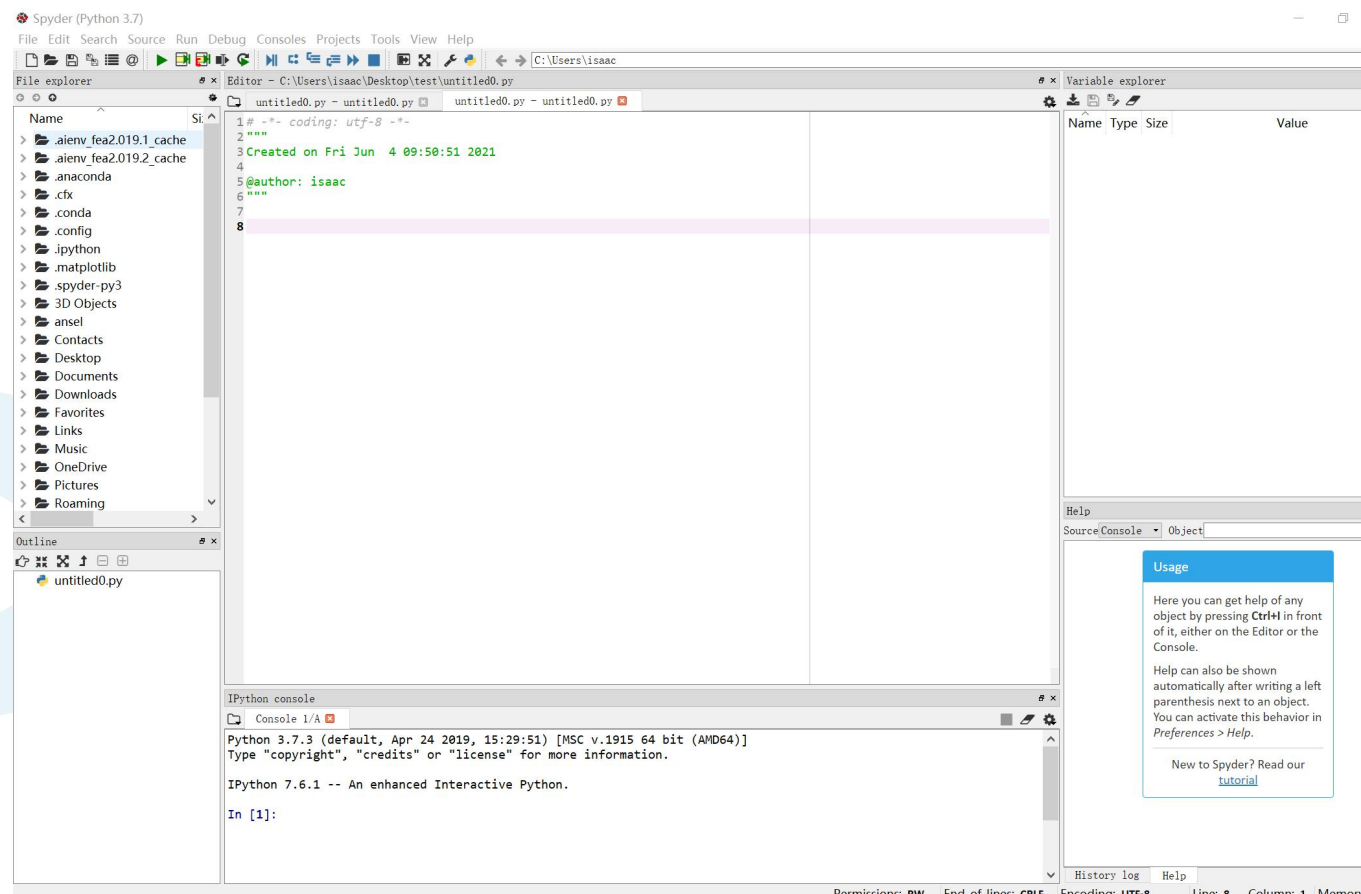 Spyder (Python 3.7)
File Edit Search Source Run Debug Consoles Projects Tools View Help
C:\Users\isaac
File explorer
Name Si
.aienv_fea2.019.1_cache
.aienv_fea2.019.2_cache
.anaconda
.cfx
.conda
.config
.ipython
.matplotlib
.spyder-py3
3D Objects
ansel
Contacts
Desktop
Documents
Downloads
Favorites
Links
Music
OneDrive
Pictures
Roaming
Outline
untitled0.py
Editor - C:\Users\isaac\Desktop\test\untitled0.py
untitled0.py - untitled0.py untitled0.py - untitled0.py
1 # -*- coding: utf-8 -*-
2 """
3 Created on Fri Jun  4 09:50:51 2021
4
5 @author: isaac
6 """
7
8
IPython console
Console 1/A
Python 3.7.3 (default, Apr 24 2019, 15:29:51) [MSC v.1915 64 bit (AMD64)]
Type "copyright", "credits" or "license" for more information.
IPython 7.6.1 -- An enhanced Interactive Python.
In [1]:
Variable explorer
Name Type Size Value
Help
Source Console Object
Usage
Here you can get help of any
object by pressing Ctrl+I in front
of it, either on the Editor or the
Console.
Help can also be shown
automatically after writing a left
parenthesis next to an object.
You can activate this behavior in
Preferences > Help.
New to Spyder? Read our
tutorial
History log Help
Permissions: RW End of lines: CRLF Encoding: UTF-8 Line: 8 Column: 1 Memor